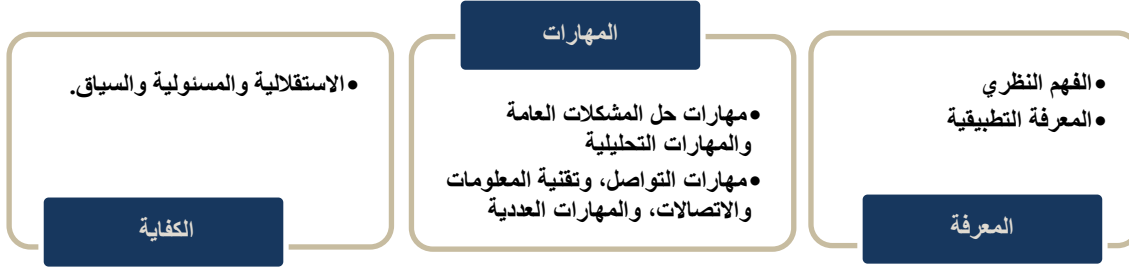 •الفهم النظري
•المعرفة التطبيقية
المعرفة
المهارات
•مهارات حل المشكلات العامة
والمهارات التحليلية
•مهارات التواصل، وتقنية المعلومات
والاتصالات، والمهارات العددية
•الاستقلالية والمسئولية والسياق.
الكفاية